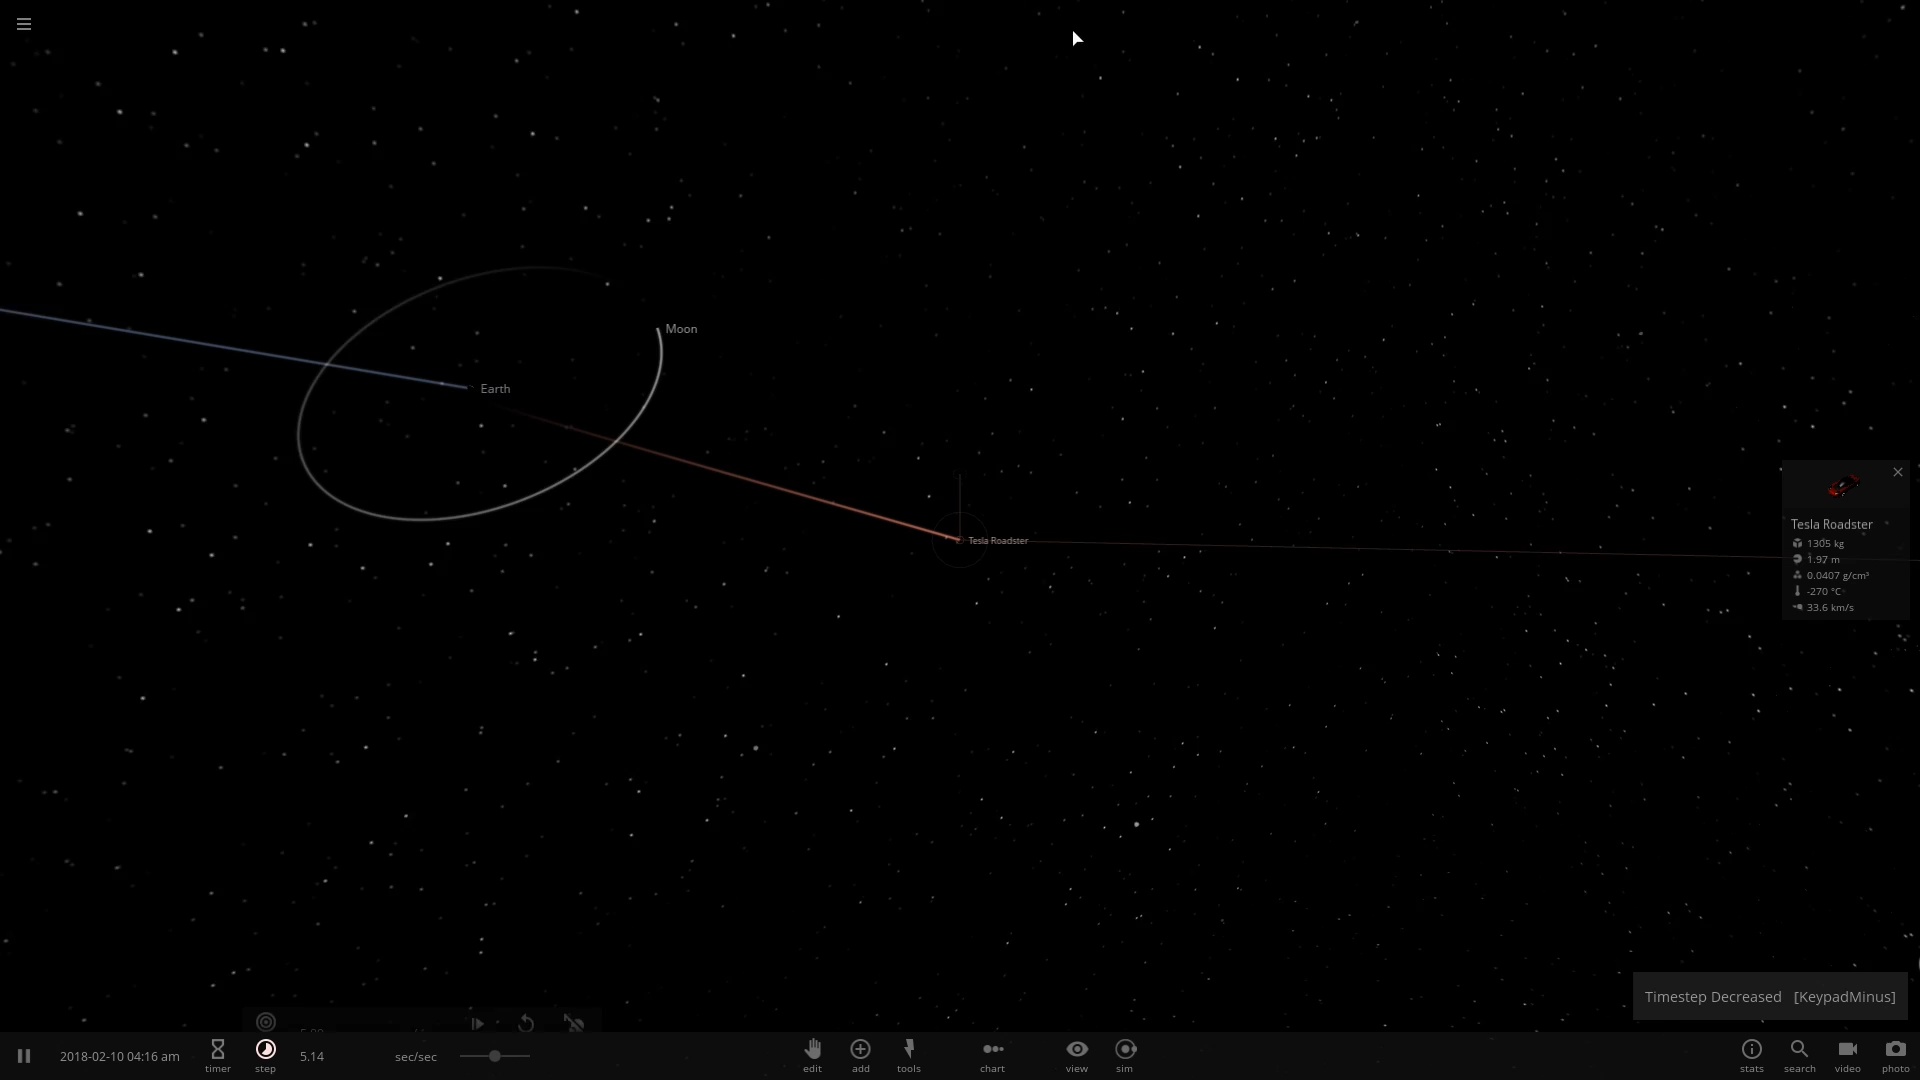 Moon
Earth
Tesla Roadster
Tesla Roadster
1305 kg
1.97 m
0.0407 g/cm³
-270 °C
33.6 km/s
Timestep Decreased [KeypadMinus]
2018-02-10 04:16 am
timer
step
5.14
sec/sec
edit
add
tools
chart
view
sim
stats
search
video
photo